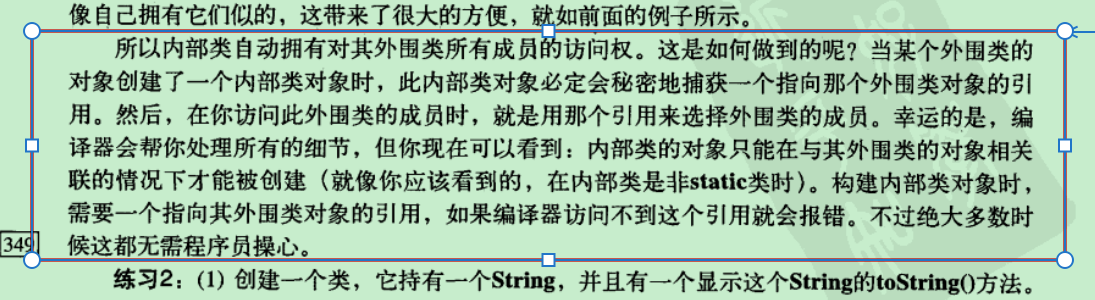 像自己拥有它们似的，这带来了很大的方便，就如前面的例子所示。
所以内部类自动拥有对其外围类所有成员的访问权。这是如何做到的呢？当某个外围类的
对象创建了一个内部类对象时，此内部类对象必定会秘密地捕获一个指向那个外围类对象的引
用。然后，在你访问此外围类的成员时，就是用那个引用来选择外围类的成员。幸运的是，编
译器会帮你处理所有的细节，但你现在可以看到：内部类的对象只能在与其外围类的对象相关
联的情况下才能被创建（就像你应该看到的，在内部类是非static类时）。构建内部类对象时，
需要一个指向其外围类对象的引用，如果编译器访问不到这个引用就会报错。不过绝大多数时
349 候这都无需程序员操心。
练习2：(1) 创建一个类，它持有一个String，并且有一个显示这个String的toString()方法。